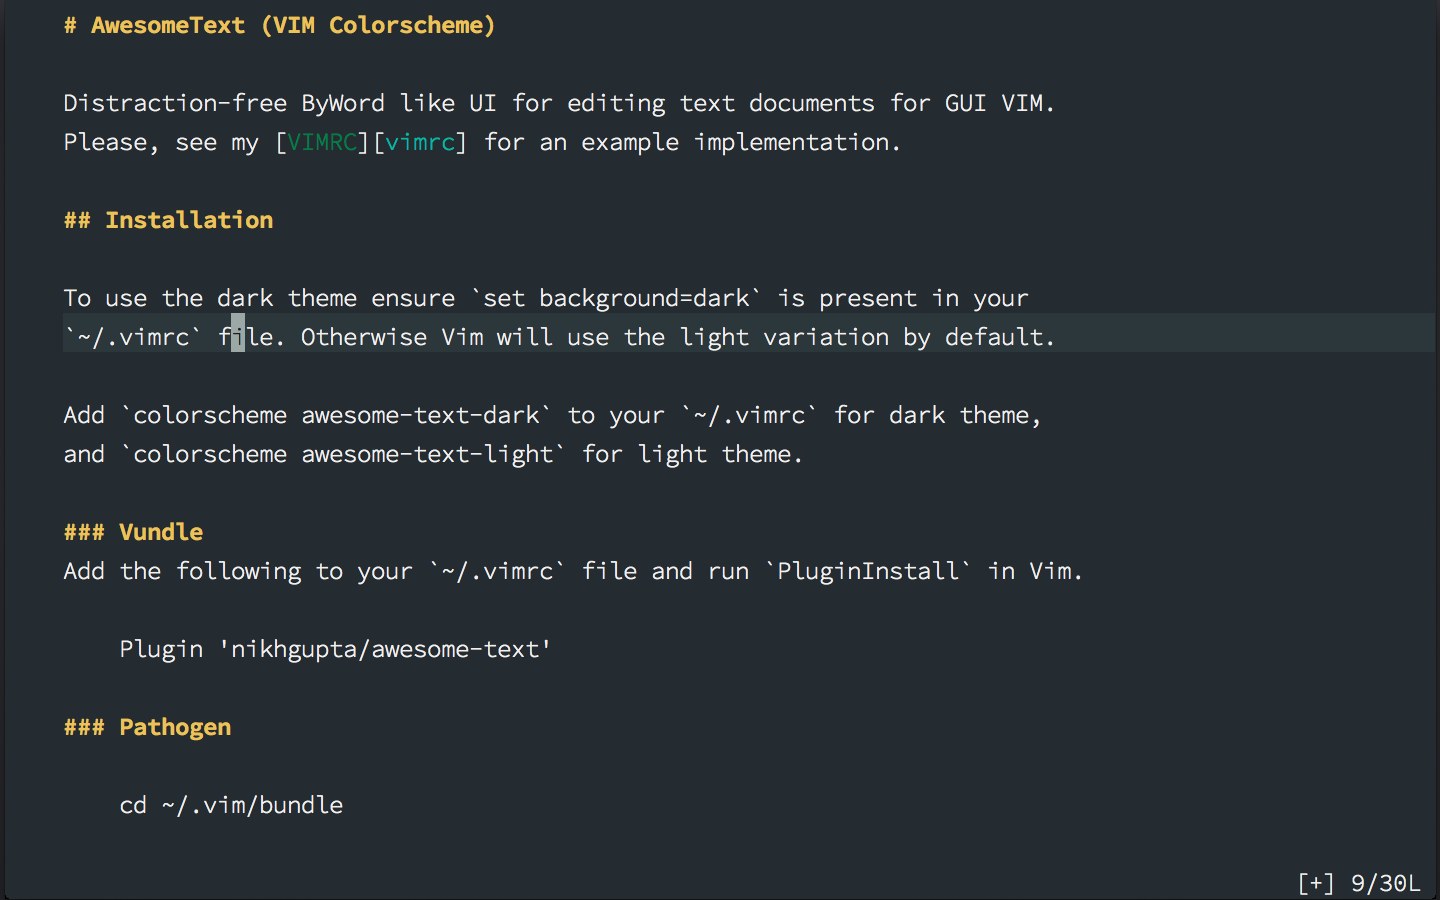 # AwesomeText (VIM Colorscheme)
Distraction-free ByWord like UI for editing text documents for GUI VIM.
Please, see my [VIMRC][vimrc] for an example implementation.
## Installation
To use the dark theme ensure `set background=dark` is present in your
`~/.vimrc` file. Otherwise Vim will use the light variation by default.
Add `colorscheme awesome-text-dark` to your `~/.vimrc` for dark theme,
and `colorscheme awesome-text-light` for light theme.
### Vundle
Add the following to your `~/.vimrc` file and run `PluginInstall` in Vim.
    Plugin 'nikhgupta/awesome-text'
### Pathogen
    cd ~/.vim/bundle
[+] 9/30L